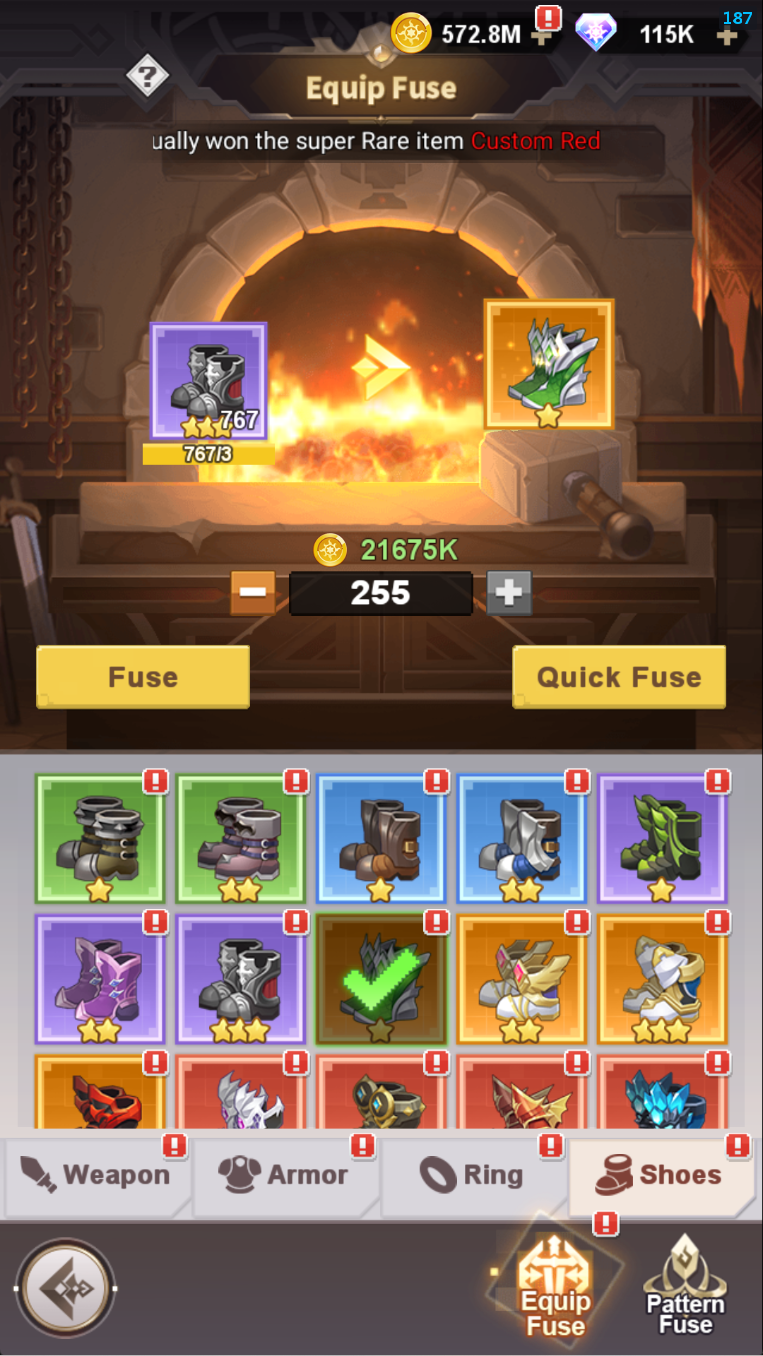 187
572.8M
115K
Equip Fuse
ually won the super Rare item Custom Red
767
767/3
21675K
255
Fuse
Quick Fuse
Weapon
Armor
Ring
Shoes
Equip
Fuse
Pattern
Fuse